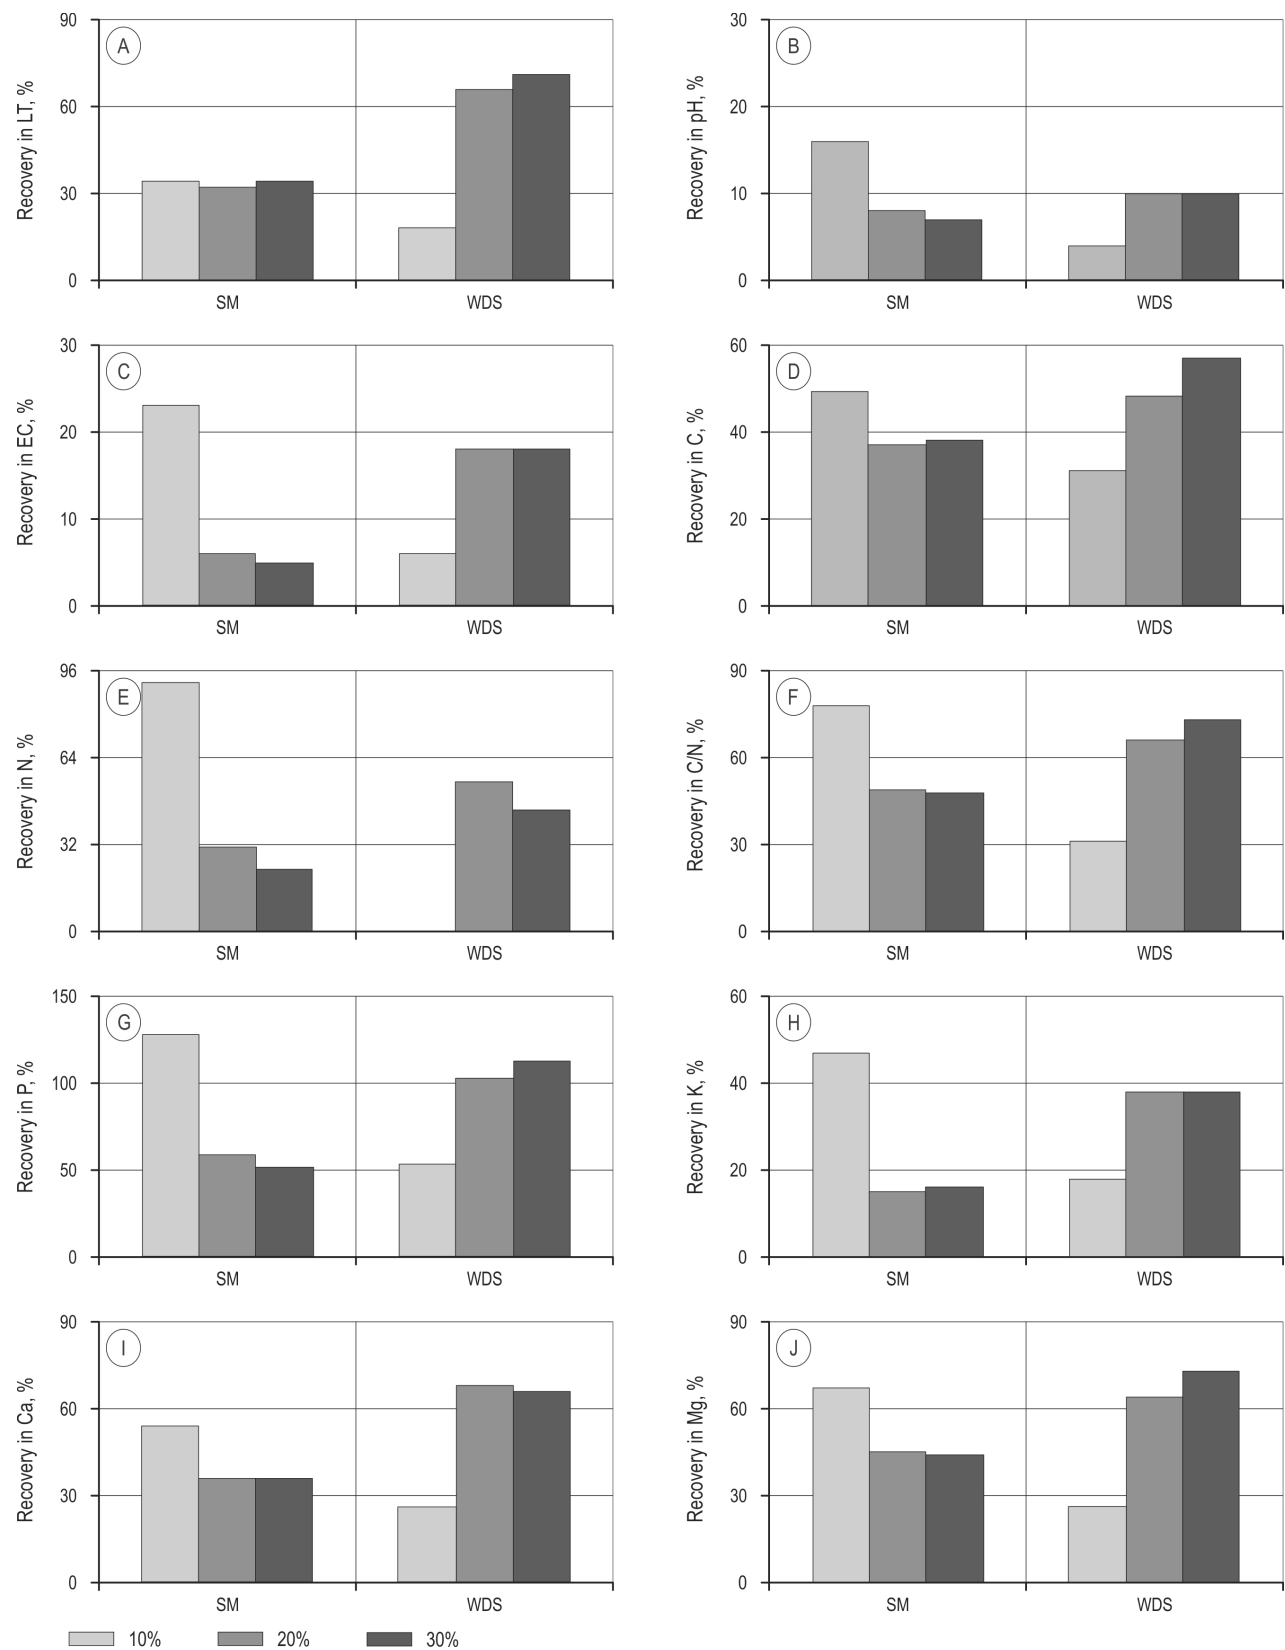 A
Recovery in LT, %
90
60
30
0
SM
WDS
B
Recovery in pH, %
30
20
10
0
SM
WDS
C
Recovery in EC, %
30
20
10
0
SM
WDS
D
Recovery in C, %
60
40
20
0
SM
WDS
E
Recovery in N, %
96
64
32
0
SM
WDS
F
Recovery in C/N, %
90
60
30
0
SM
WDS
G
Recovery in P, %
150
100
50
0
SM
WDS
H
Recovery in K, %
60
40
20
0
SM
WDS
I
Recovery in Ca, %
90
60
30
0
SM
WDS
J
Recovery in Mg, %
90
60
30
0
SM
WDS
10%
20%
30%